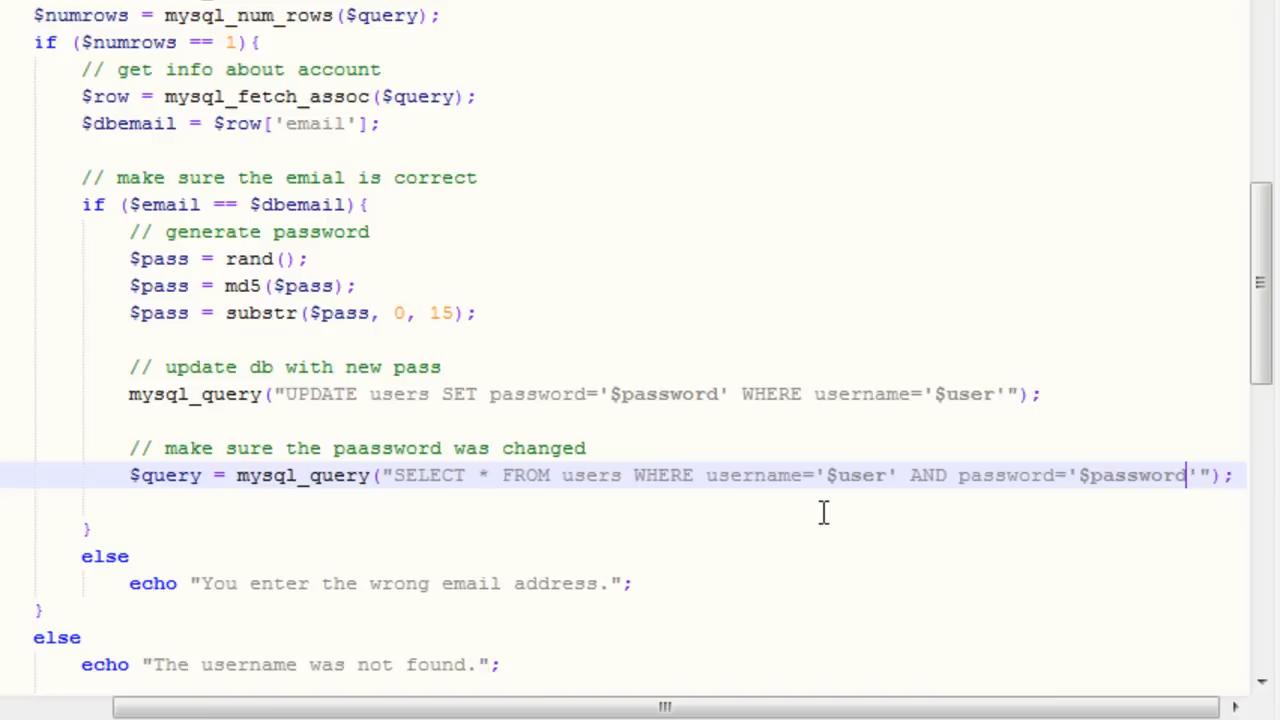 $numrows = mysql_num_rows($query);
if ($numrows == 1){
// get info about account
$row = mysql_fetch_assoc($query);
$dbemail = $row['email'];
// make sure the emial is correct
if ($email == $dbemail){
// generate password
$pass = rand();
$pass = md5($pass);
$pass = substr($pass, 0, 15);
// update db with new pass
mysql_query("UPDATE users SET password='$password' WHERE username='$user'");
// make sure the paassword was changed
$query = mysql_query("SELECT * FROM users WHERE username='$user' AND password='$password'");
}
else
echo "You enter the wrong email address.";
}
else
echo "The username was not found.";